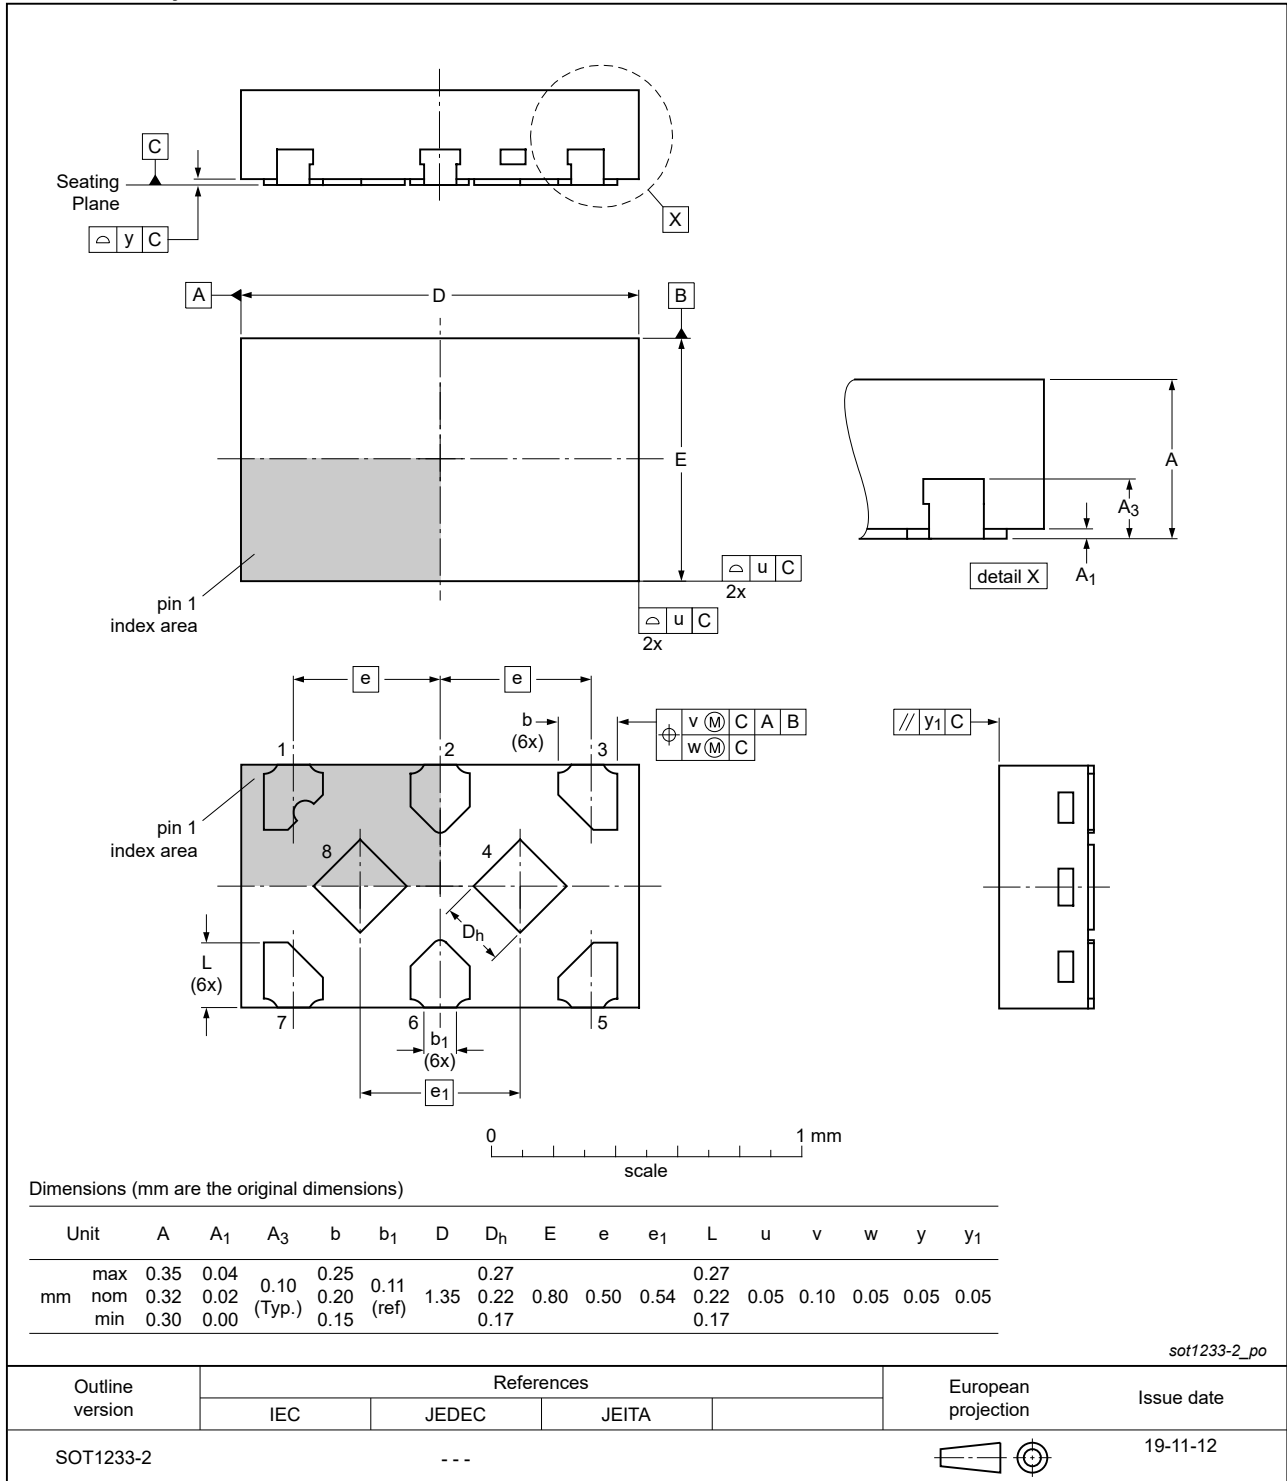 C
Seating
Plane
⌓ y C
X
A
D
B
E
pin 1
index area
⌓ u C
2x
⌓ u C
2x
A
A3
A1
detail X
e
e
b
(6x)
⌖ v Ⓜ C A B
w Ⓜ C
// y1 C
1
2
3
pin 1
index area
8
4
Dh
L
(6x)
7
6
5
b1
(6x)
e1
0
1 mm
scale
Dimensions (mm are the original dimensions)
Unit A A1 A3 b b1 D Dh E e e1 L u v w y y1
max 0.35 0.04 0.25 0.27 0.27
mm nom 0.32 0.02 0.10 (Typ.) 0.20 0.11 (ref) 1.35 0.22 0.80 0.50 0.54 0.22 0.05 0.10 0.05 0.05 0.05
min 0.30 0.00 0.15 0.17 0.17
sot1233-2_po
Outline
version
References
IEC JEDEC JEITA
European
projection
Issue date
SOT1233-2
- - -
19-11-12